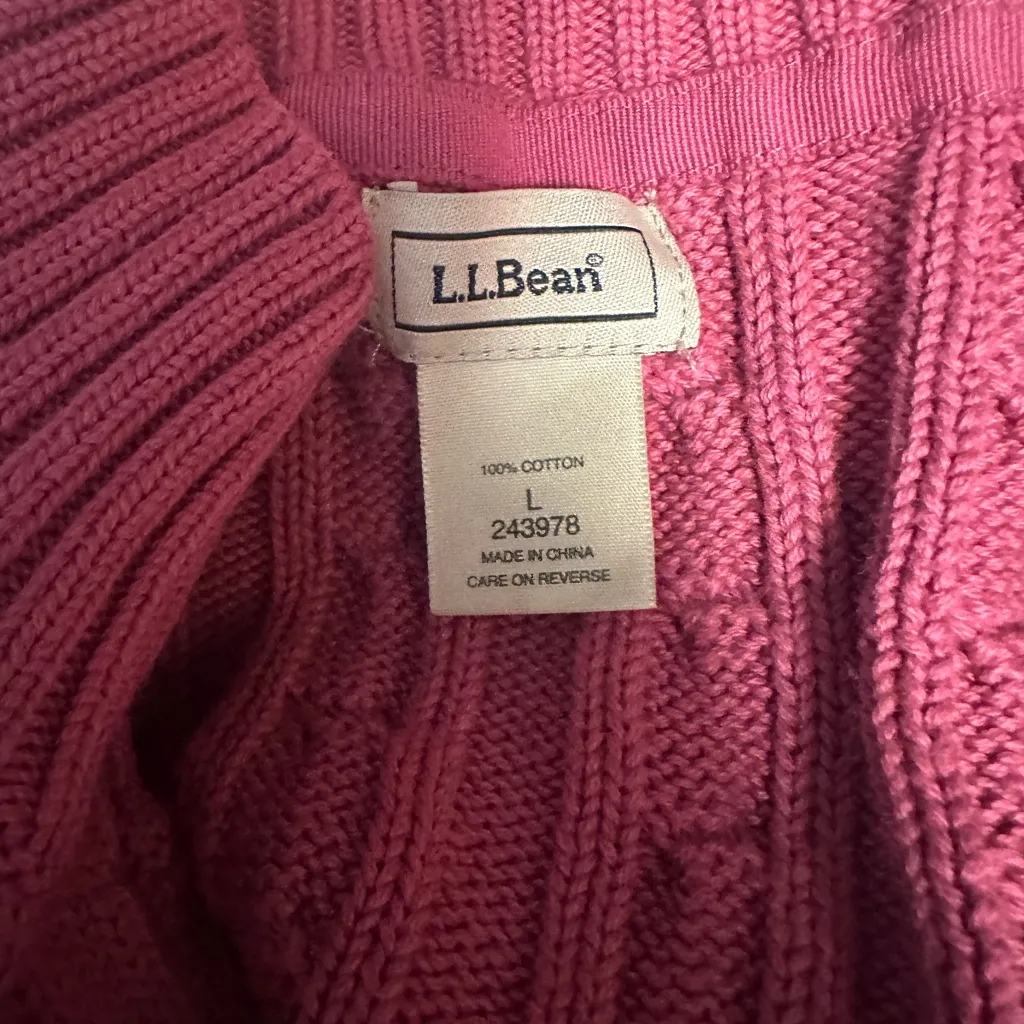 L.L.Bean®
100% COTTON
L
243978
MADE IN CHINA
CARE ON REVERSE